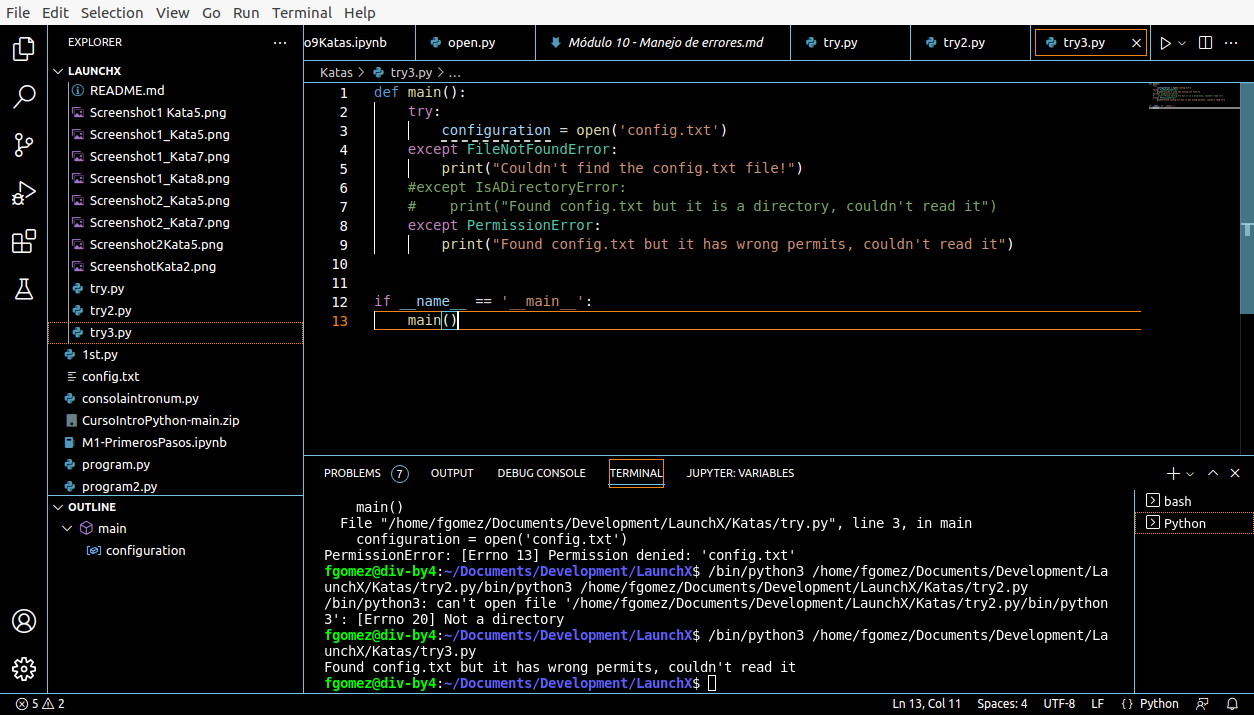 File Edit Selection View Go Run Terminal Help
EXPLORER ...
o9Katas.ipynb open.py Módulo 10 - Manejo de errores.md try.py try2.py try3.py
LAUNCHX
README.md
Screenshot1 Kata5.png
Screenshot1_Kata5.png
Screenshot1_Kata7.png
Screenshot1_Kata8.png
Screenshot2_Kata5.png
Screenshot2_Kata7.png
Screenshot2Kata5.png
ScreenshotKata2.png
try.py
try2.py
try3.py
1st.py
config.txt
consolaintronum.py
CursoIntroPython-main.zip
M1-PrimerosPasos.ipynb
program.py
program2.py
OUTLINE
main
configuration
Katas > try3.py > ...
1 def main():
2 try:
3 configuration = open('config.txt')
4 except FileNotFoundError:
5 print("Couldn't find the config.txt file!")
6 #except IsADirectoryError:
7 #    print("Found config.txt but it is a directory, couldn't read it")
8 except PermissionError:
9 print("Found config.txt but it has wrong permits, couldn't read it")
10
11
12 if __name__ == '__main__':
13 main()
PROBLEMS 7 OUTPUT DEBUG CONSOLE TERMINAL JUPYTER: VARIABLES
main()
File "/home/fgomez/Documents/Development/LaunchX/Katas/try.py", line 3, in main
configuration = open('config.txt')
PermissionError: [Errno 13] Permission denied: 'config.txt'
fgomez@div-by4:~/Documents/Development/LaunchX$ /bin/python3 /home/fgomez/Documents/Development/La
unchX/Katas/try2.py/bin/python3 /home/fgomez/Documents/Development/LaunchX/Katas/try2.py
/bin/python3: can't open file '/home/fgomez/Documents/Development/LaunchX/Katas/try2.py/bin/python
3': [Errno 20] Not a directory
fgomez@div-by4:~/Documents/Development/LaunchX$ /bin/python3 /home/fgomez/Documents/Development/La
unchX/Katas/try3.py
Found config.txt but it has wrong permits, couldn't read it
fgomez@div-by4:~/Documents/Development/LaunchX$
bash
Python
5 2 Ln 13, Col 11 Spaces: 4 UTF-8 LF { } Python